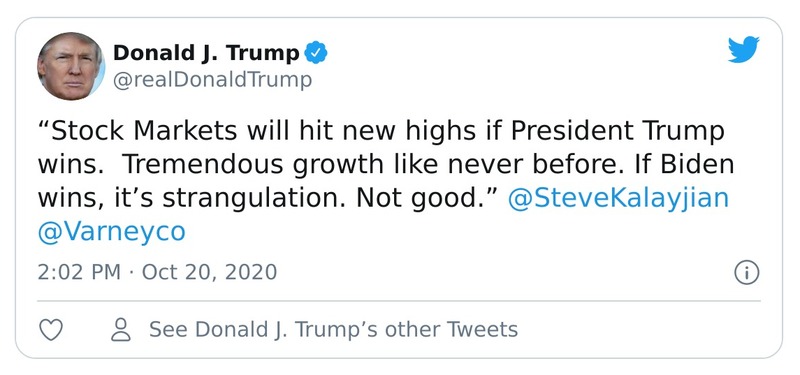 Donald J. Trump
@realDonaldTrump
“Stock Markets will hit new highs if President Trump
wins.  Tremendous growth like never before. If Biden
wins, it’s strangulation. Not good.” @SteveKalayjian
@Varneyco
2:02 PM · Oct 20, 2020
See Donald J. Trump’s other Tweets